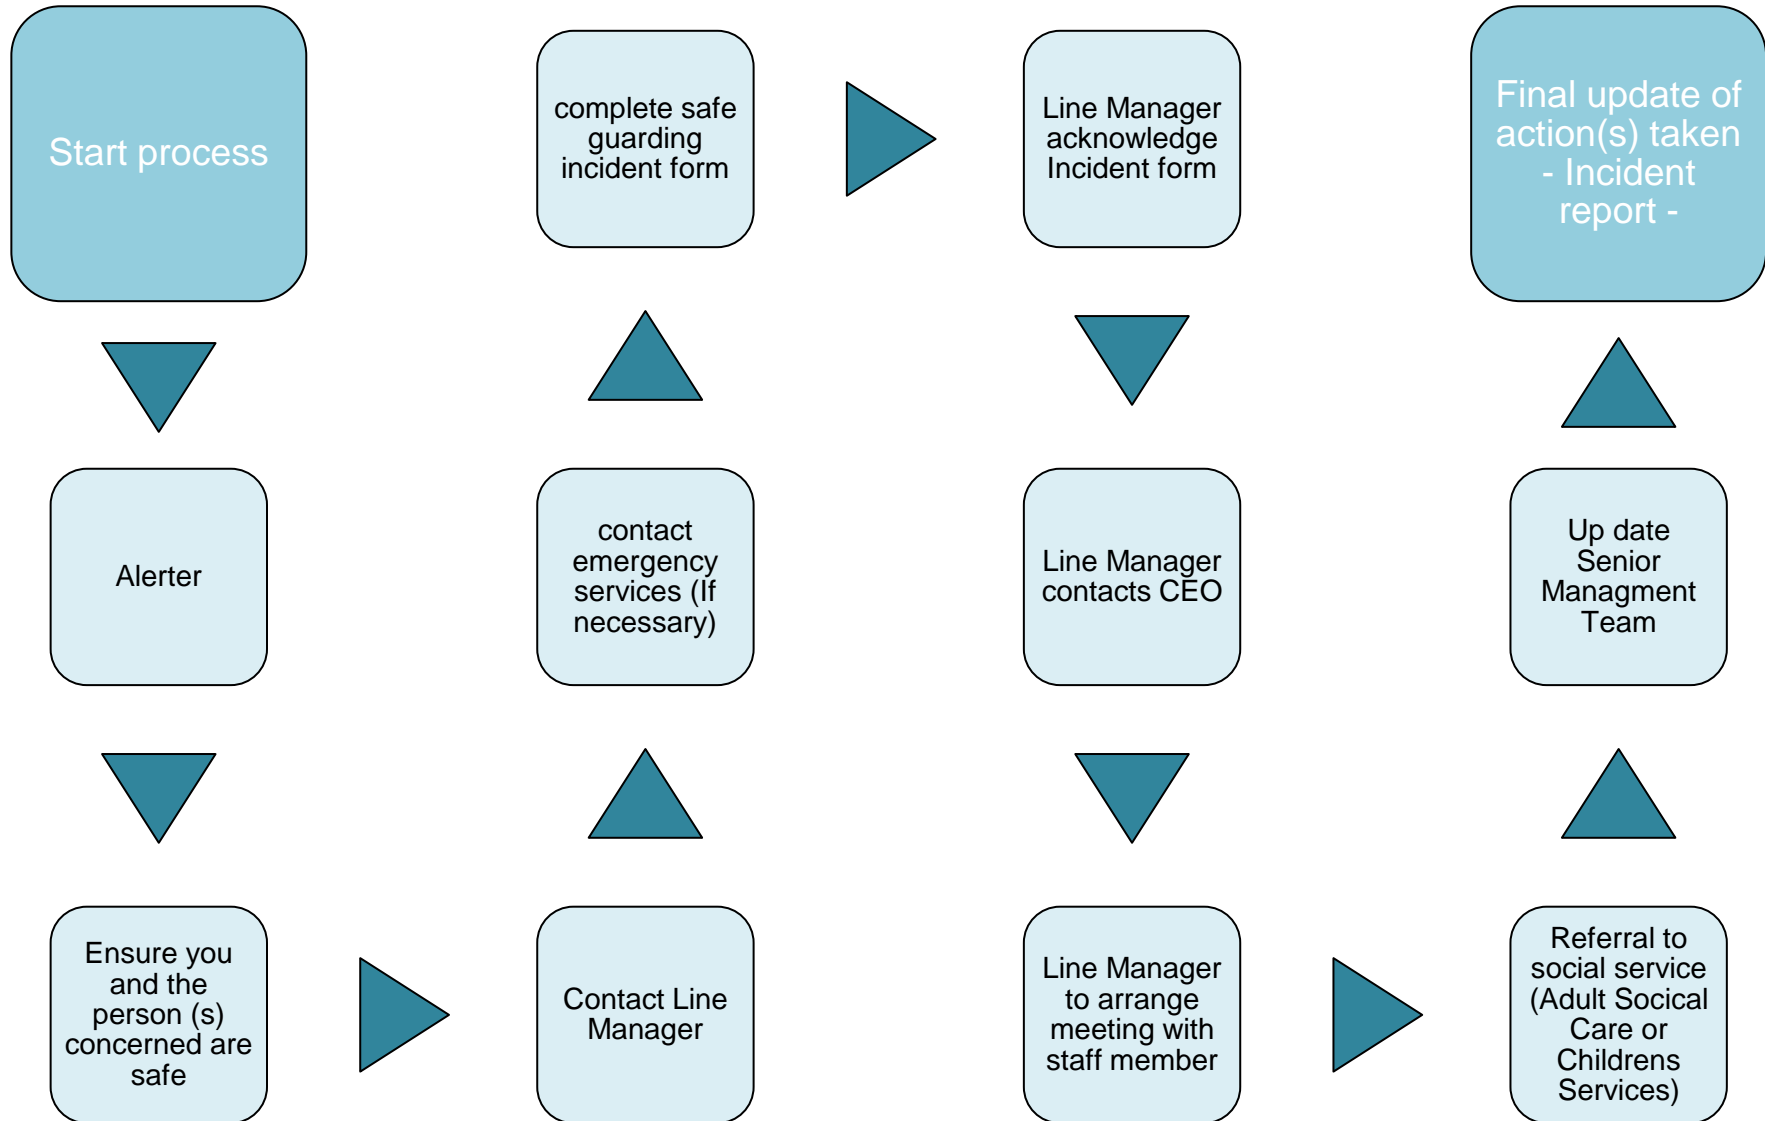 Start process
Alerter
Ensure you
and the
person (s)
concerned are
safe
Contact Line
Manager
contact
emergency
services (If
necessary)
complete safe
guarding
incident form
Line Manager
acknowledge
Incident form
Line Manager
contacts CEO
Line Manager
to arrange
meeting with
staff member
Referral to
social service
(Adult Socical
Care or
Childrens
Services)
Up date
Senior
Managment
Team
Final update of
action(s) taken
- Incident
report -